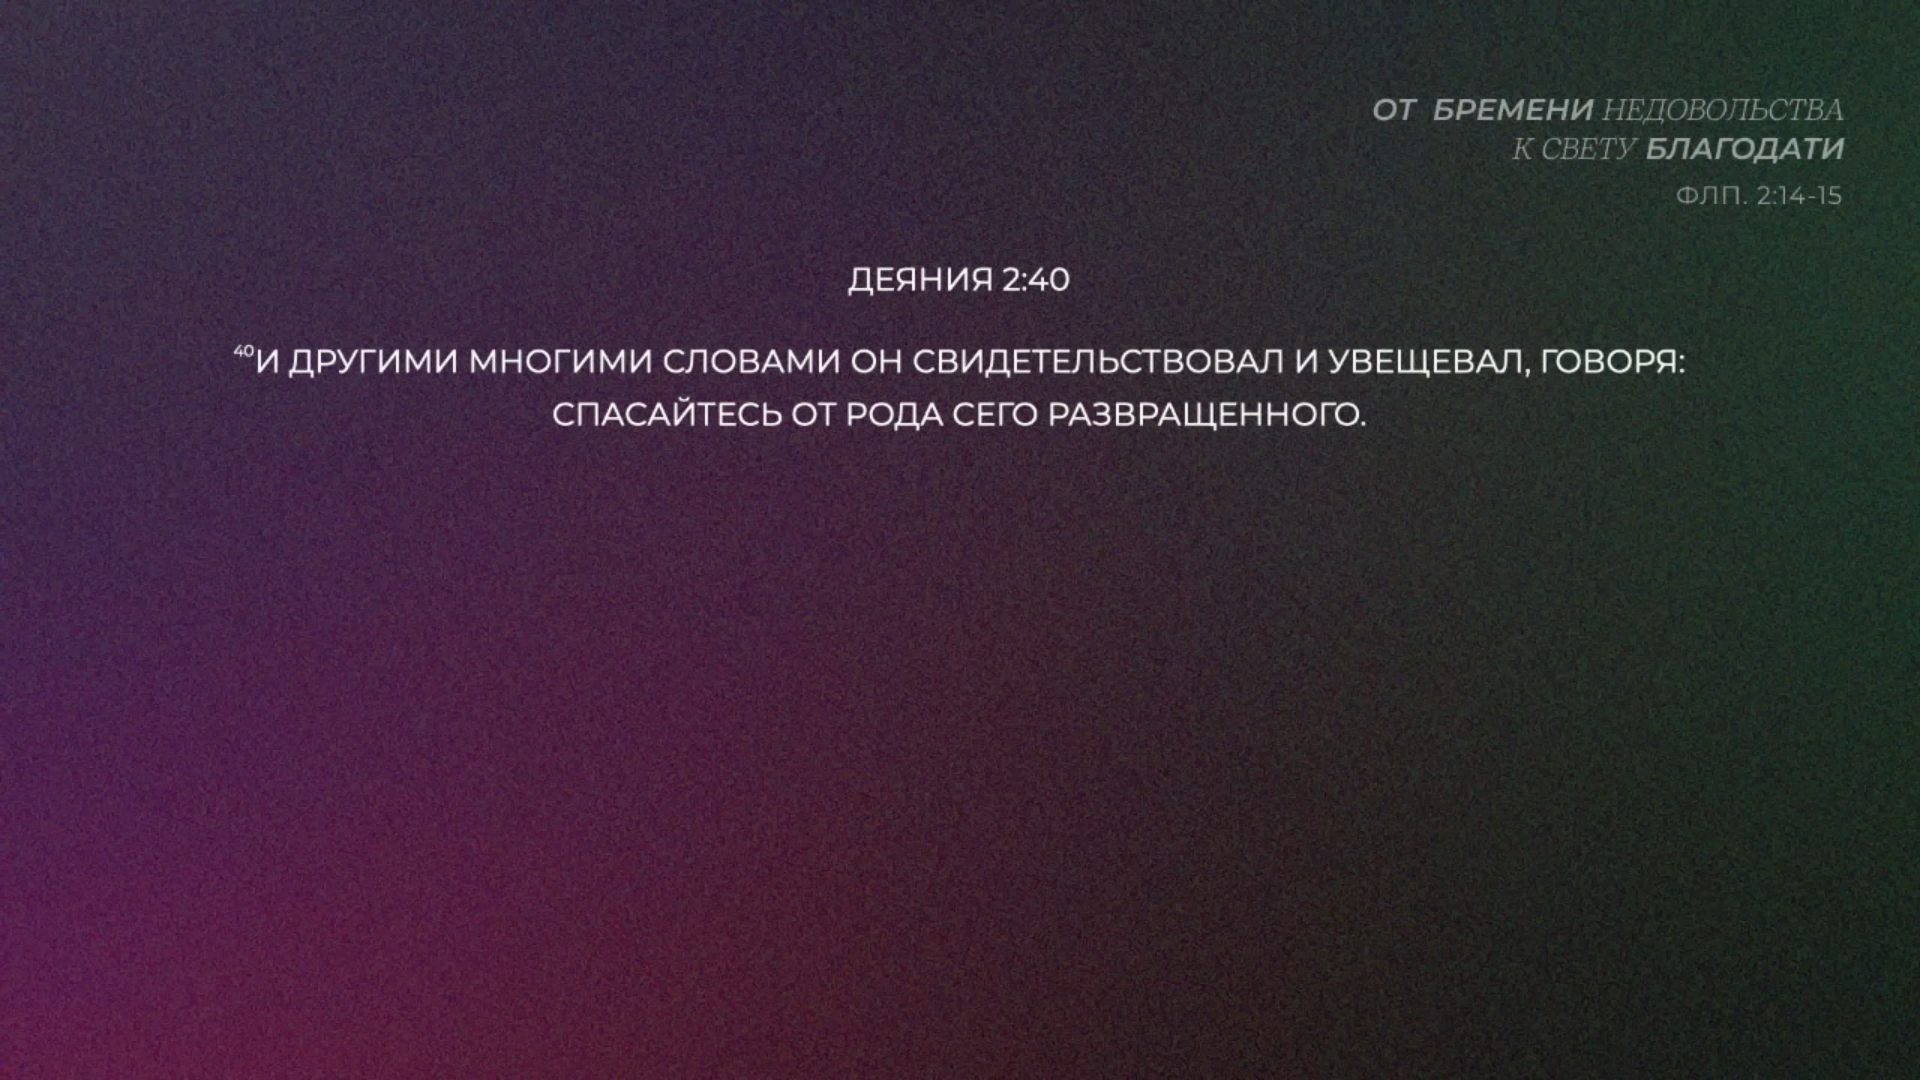 ОТ БРЕМЕНИ НЕДОВОЛЬСТВА
К СВЕТУ БЛАГОДАТИ
ФЛП. 2:14-15
ДЕЯНИЯ 2:40
⁴⁰И ДРУГИМИ МНОГИМИ СЛОВАМИ ОН СВИДЕТЕЛЬСТВОВАЛ И УВЕЩЕВАЛ, ГОВОРЯ:
СПАСАЙТЕСЬ ОТ РОДА СЕГО РАЗВРАЩЕННОГО.